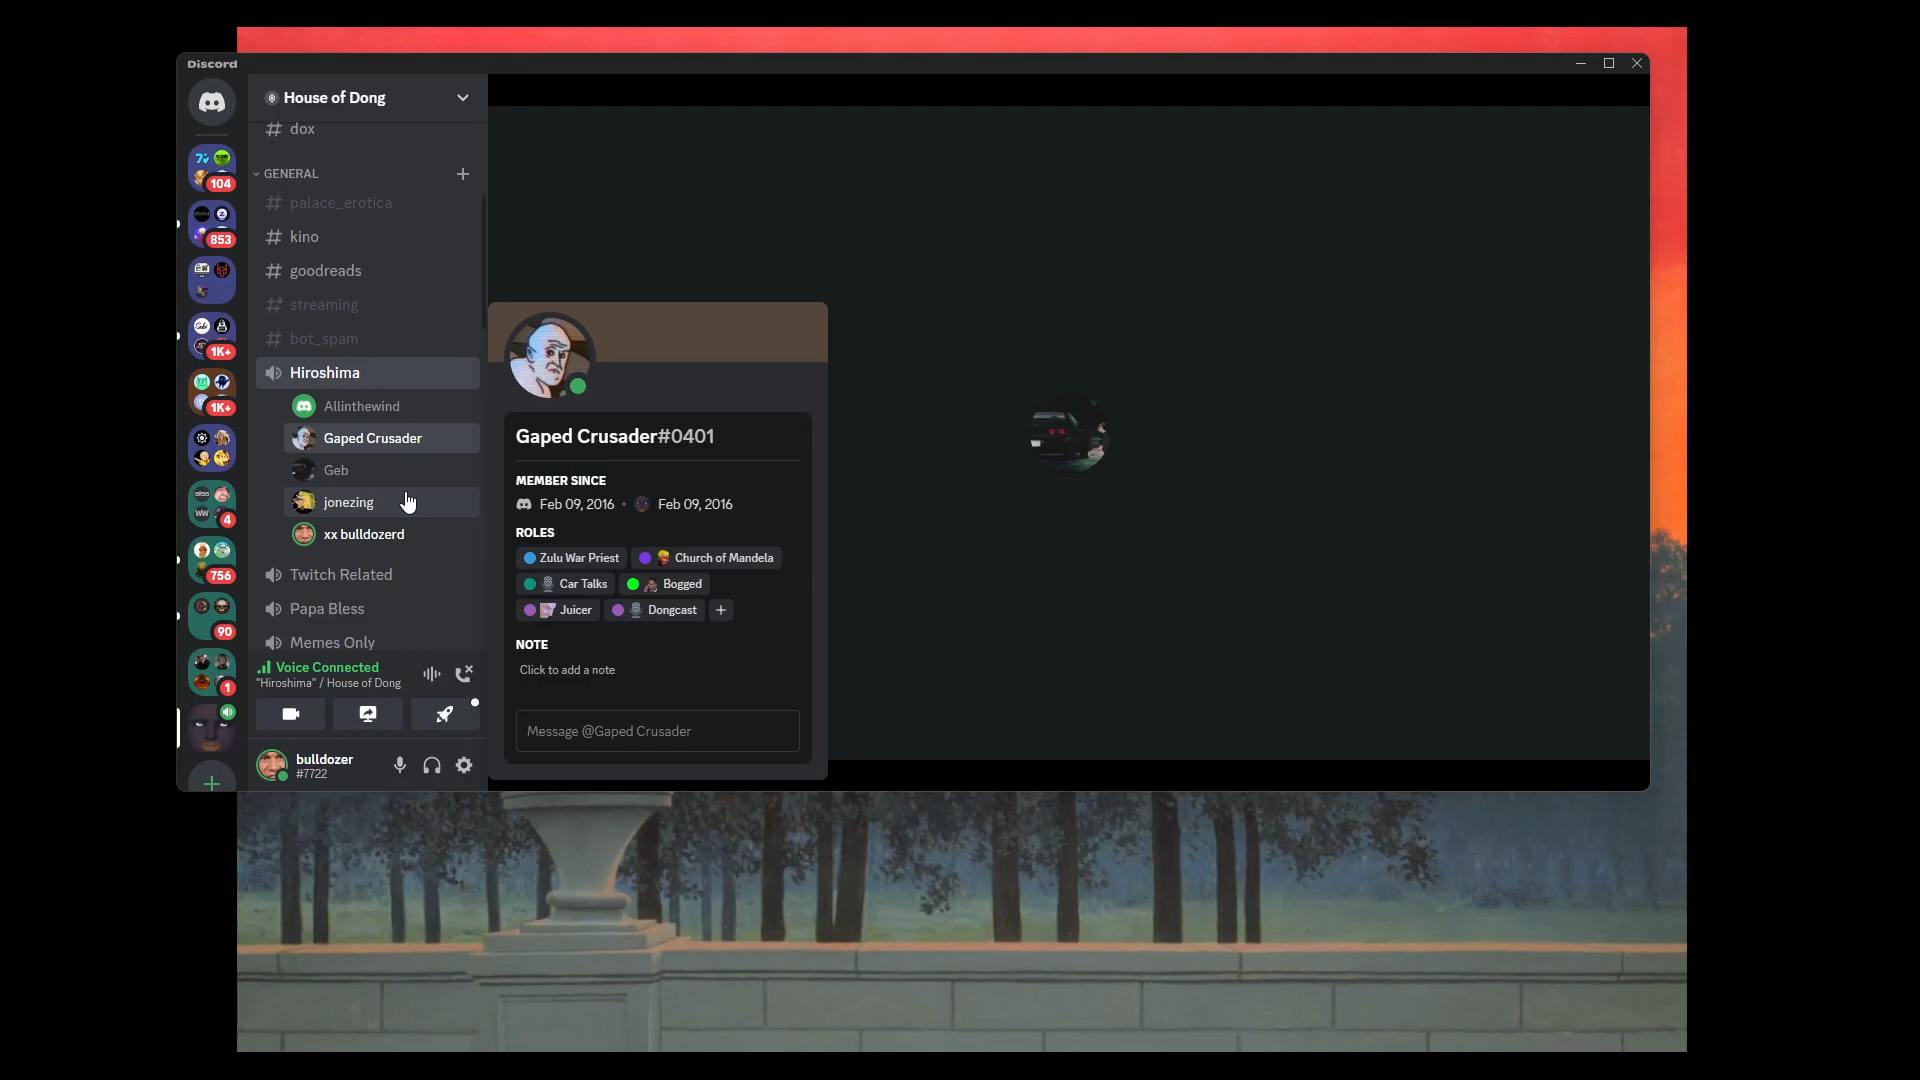 Discord
House of Dong
dox
GENERAL
palace_erotica
kino
goodreads
streaming
bot_spam
Hiroshima
Allinthewind
Gaped Crusader
Geb
jonezing
xx bulldozerd
Twitch Related
Papa Bless
Memes Only
Voice Connected
"Hiroshima" / House of Dong
bulldozer
#7722
104
853
1K+
1K+
4
756
90
1
Gaped Crusader#0401
MEMBER SINCE
Feb 09, 2016 • Feb 09, 2016
ROLES
Zulu War Priest Church of Mandela
Car Talks Bogged
Juicer Dongcast +
NOTE
Click to add a note
Message @Gaped Crusader